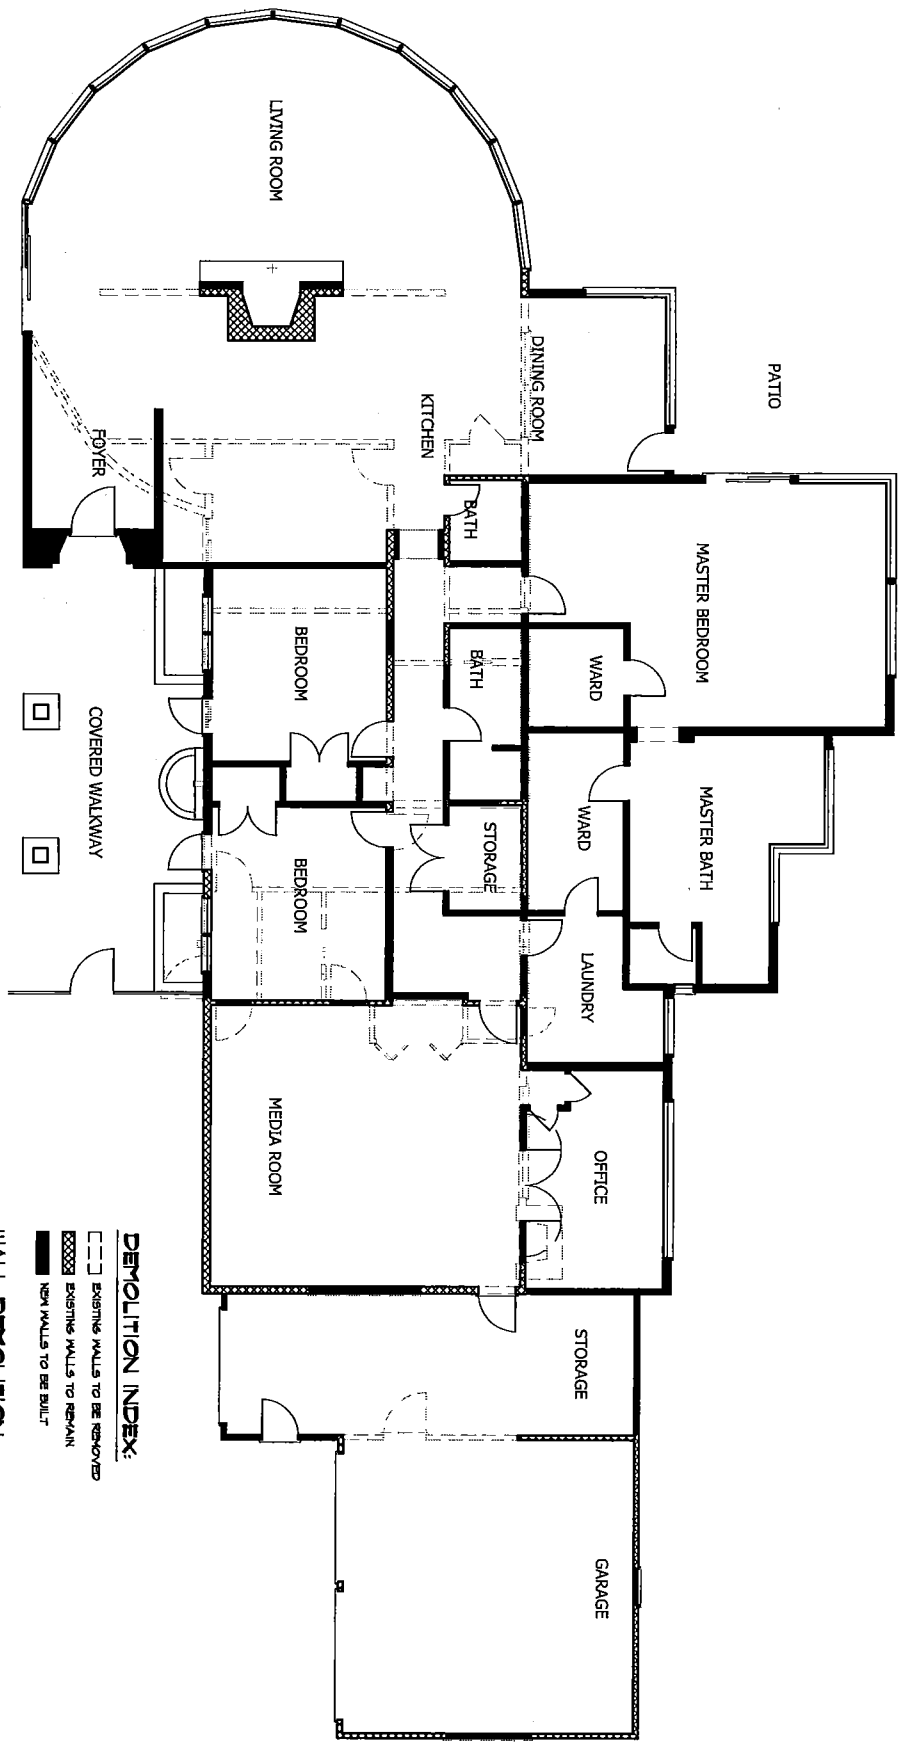 PATIO
DINING ROOM
MASTER BEDROOM
MASTER BATH
WARD
WARD
LAUNDRY
OFFICE
STORAGE
GARAGE
KITCHEN
BATH
BATH
STORAGE
LIVING ROOM
BEDROOM
BEDROOM
MEDIA ROOM
FOYER
COVERED WALKWAY
DEMOLITION INDEX:
EXISTING WALLS TO BE REMOVED
EXISTING WALLS TO REMAIN
NEW WALLS TO BE BUILT